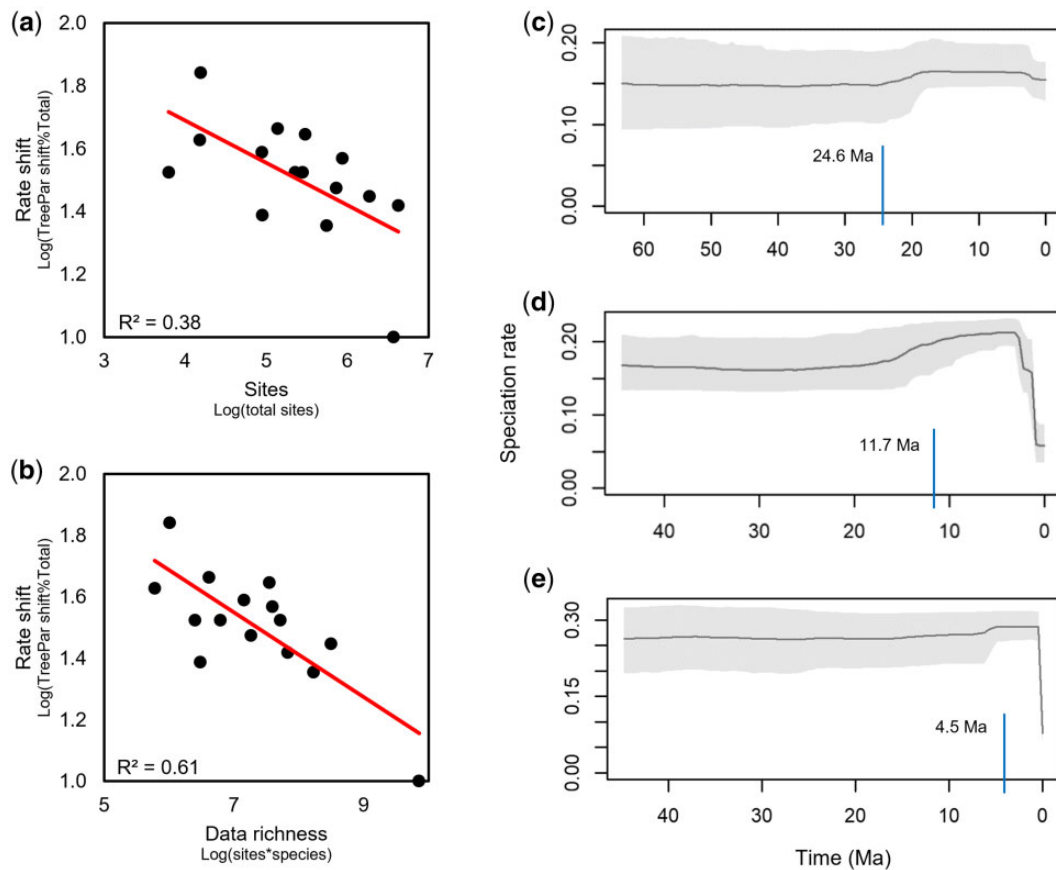 (a)
2.0
1.8
1.6
1.4
1.2
1.0
Rate shift
Log(TreePar shift%Total)
R² = 0.38
3 4 5 6 7
Sites
Log(total sites)
(b)
2.0
1.8
1.6
1.4
1.2
1.0
Rate shift
Log(TreePar shift%Total)
R² = 0.61
5 7 9
Data richness
Log(sites*species)
(c)
0.20
0.10
0.00
24.6 Ma
60 50 40 30 20 10 0
(d)
0.20
0.10
0.00
Speciation rate
11.7 Ma
40 30 20 10 0
(e)
0.30
0.15
0.00
4.5 Ma
40 30 20 10 0
Time (Ma)